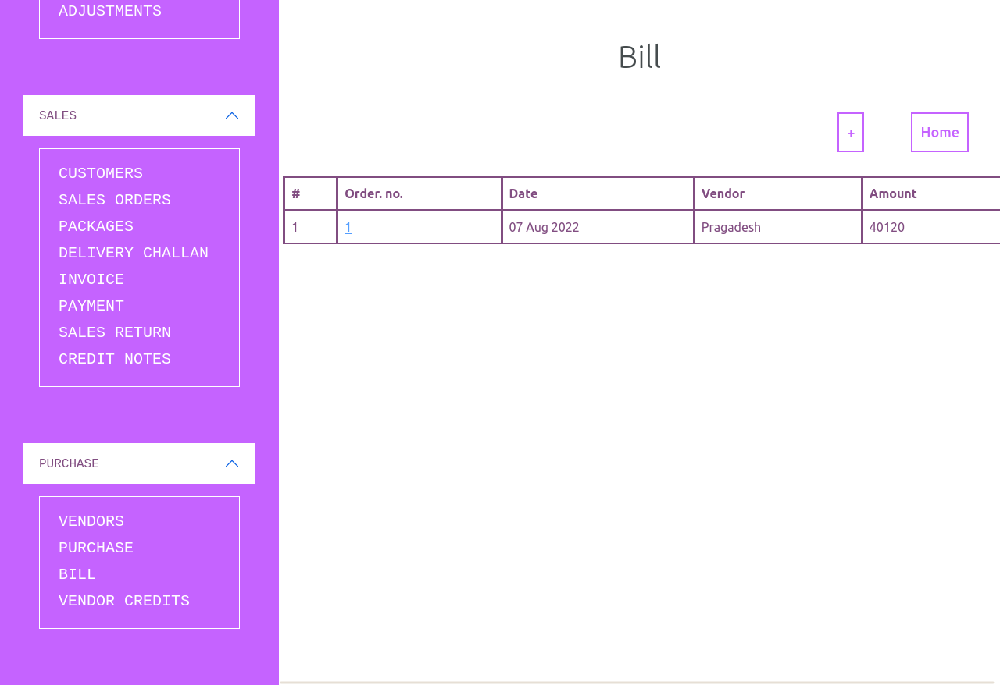 ADJUSTMENTS
SALES
CUSTOMERS
SALES ORDERS
PACKAGES
DELIVERY CHALLAN
INVOICE
PAYMENT
SALES RETURN
CREDIT NOTES
PURCHASE
VENDORS
PURCHASE
BILL
VENDOR CREDITS
Bill
+ Home
# Order. no. Date Vendor Amount
1 1 07 Aug 2022 Pragadesh 40120